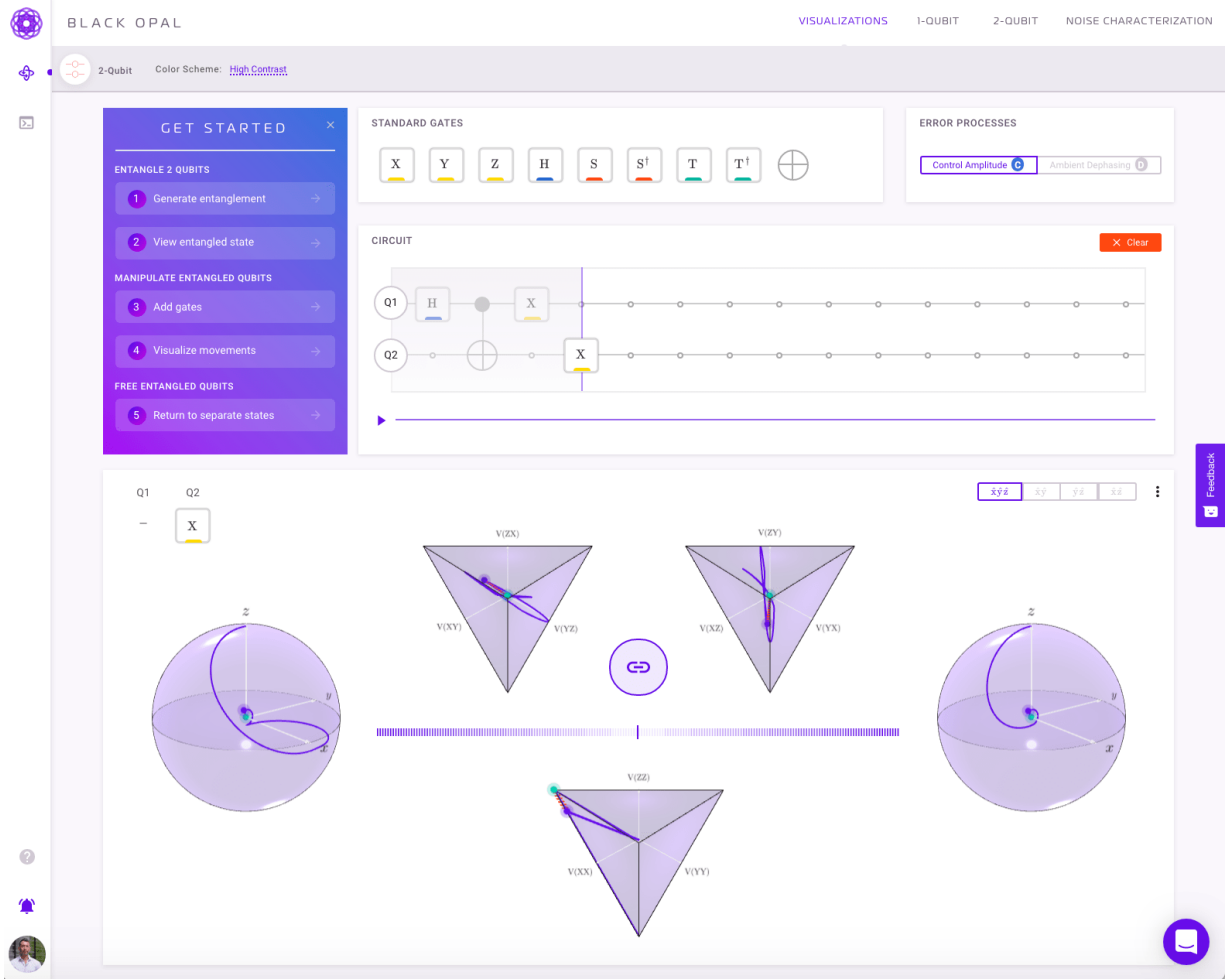 BLACK OPAL
VISUALIZATIONS 1-QUBIT 2-QUBIT NOISE CHARACTERIZATION
2-Qubit Color Scheme: High Contrast
GET STARTED
ENTANGLE 2 QUBITS
1 Generate entanglement
2 View entangled state
MANIPULATE ENTANGLED QUBITS
3 Add gates
4 Visualize movements
FREE ENTANGLED QUBITS
5 Return to separate states
STANDARD GATES
X Y Z H S S† T T†
ERROR PROCESSES
Control Amplitude C Ambient Dephasing D
CIRCUIT
Clear
Q1 H X
Q2 X
Feedback
Q1 Q2
– X
x̂ŷẑ x̂ŷ ŷẑ x̂ẑ
V(ZX)
V(XY) V(YZ)
V(ZY)
V(XZ) V(YX)
z
y
x
z
y
x
V(ZZ)
V(XX) V(YY)
?